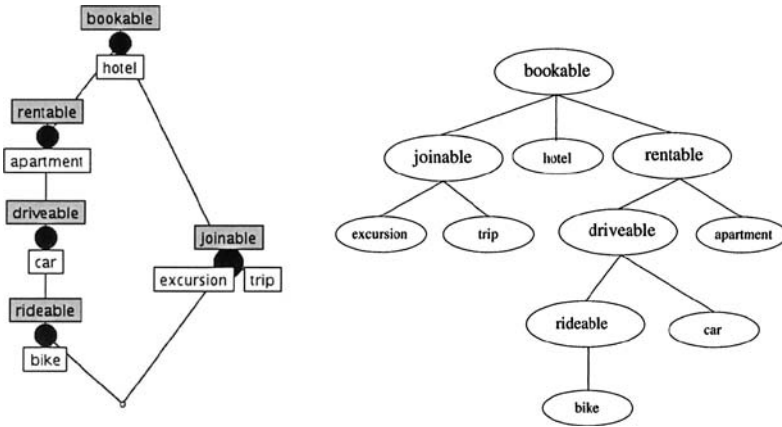 bookable
hotel
rentable
apartment
driveable
car
joinable
excursion trip
rideable
bike
bookable
joinable hotel rentable
excursion trip driveable apartment
rideable car
bike